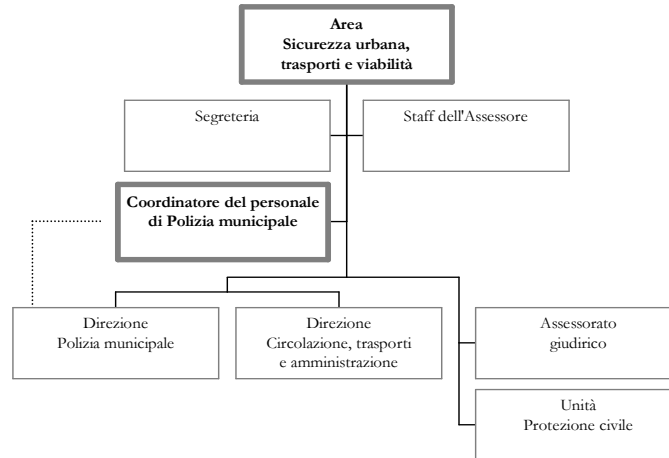 Area
Sicurezza urbana,
trasporti e viabilità
Segreteria
Staff dell'Assessore
Coordinatore del personale
di Polizia municipale
Direzione
Polizia municipale
Direzione
Circolazione, trasporti
e amministrazione
Assessorato
giudirico
Unità
Protezione civile